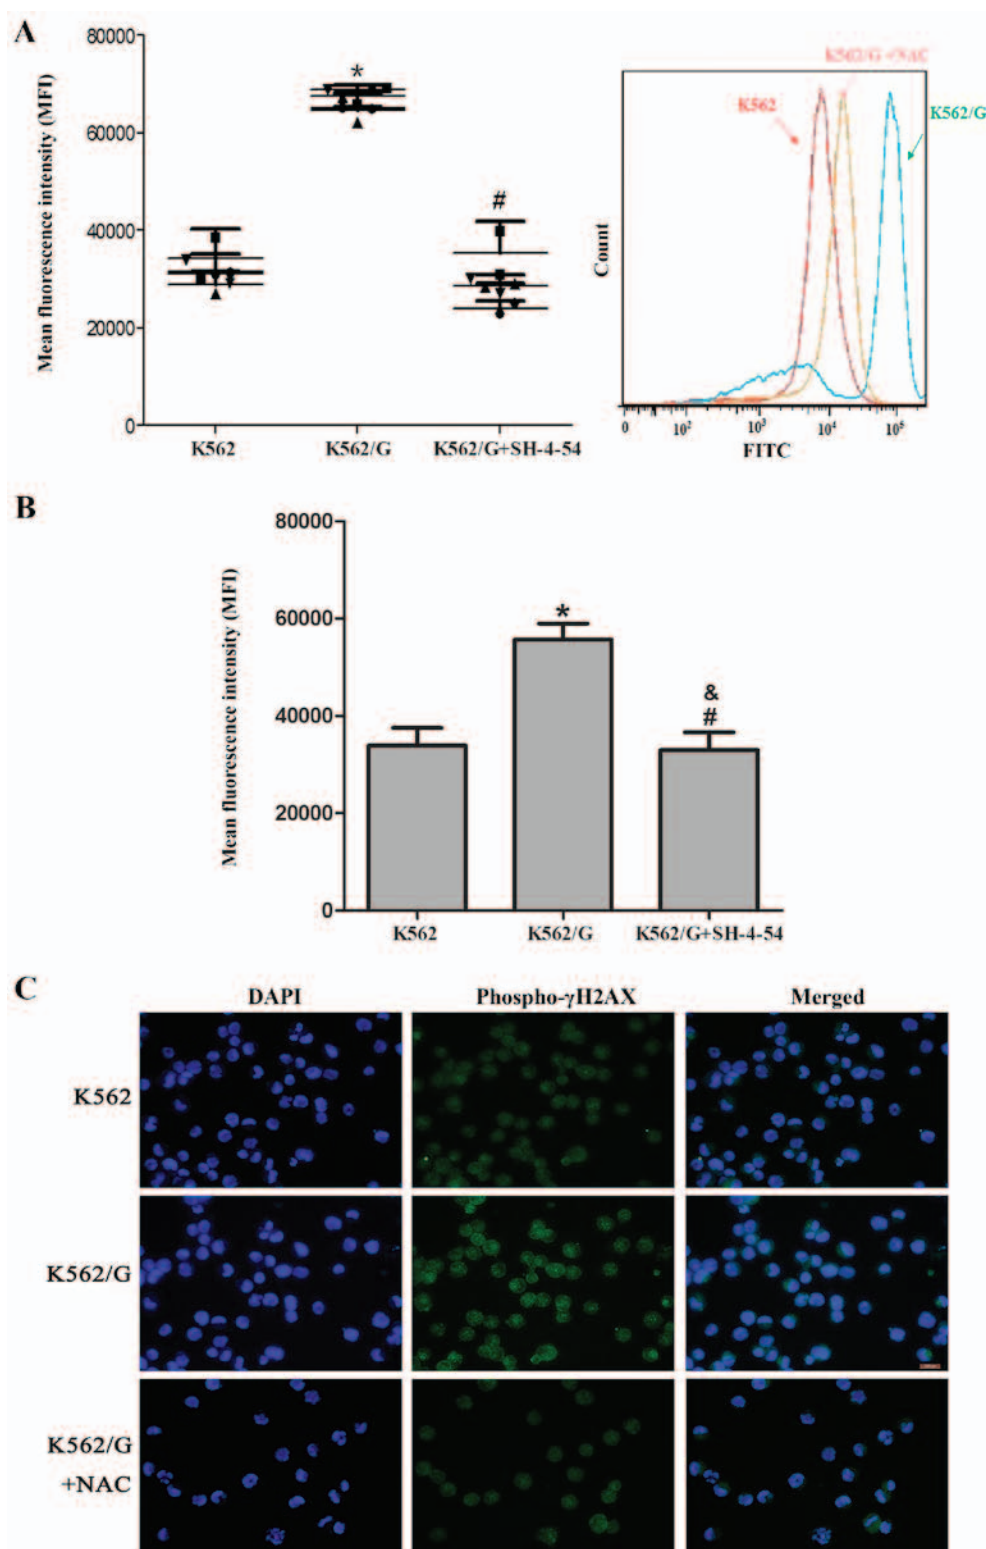 A
Mean fluorescence intensity (MFI)
80000
60000
40000
20000
0
*
#
K562
K562/G
K562/G+SH-4-54
K562/G +NAC
K562
K562/G
Count
0 10² 10³ 10⁴ 10⁵
FITC
B
Mean fluorescence intensity (MFI)
80000
60000
40000
20000
0
*
&
#
K562
K562/G
K562/G+SH-4-54
C
DAPI
Phospho-γH2AX
Merged
K562
K562/G
K562/G
+NAC